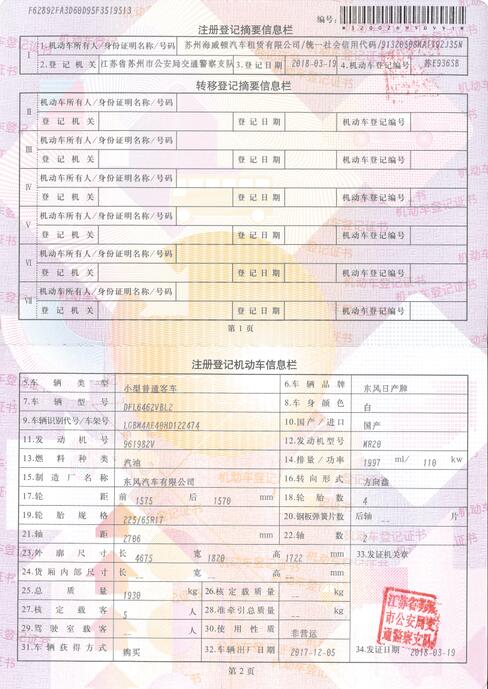 F62892FA3D60D95F3519513
注册登记摘要信息栏
编号:
I 1.机动车所有人/身份证明名称/号码 苏州海威顿汽车租赁有限公司/统一社会信用代码/
2.登记机关 江苏省苏州市公安局交通警察支队 3.登记日期 2018-03-19 4.机动车登记编号 苏E9365B
转移登记摘要信息栏
II 机动车所有人/身份证明名称/号码
登记机关 登记日期 机动车登记编号
III 机动车所有人/身份证明名称/号码
登记机关 登记日期 机动车登记编号
IV 机动车所有人/身份证明名称/号码
登记机关 登记日期 机动车登记编号
V 机动车所有人/身份证明名称/号码
登记机关 登记日期 机动车登记编号
VI 机动车所有人/身份证明名称/号码
登记机关 登记日期 机动车登记编号
VII 机动车所有人/身份证明名称/号码
登记机关 登记日期 机动车登记编号
第1页
注册登记机动车信息栏
5.车辆类型 小型普通客车 6.车辆品牌 东风日产牌
7.车辆型号 DFL6462VBL2 8.车身颜色 白
9.车辆识别代号/车架号 LGBM4AE40HD122474 10.国产/进口 国产
11.发动机号 961982V 12.发动机型号 MR20
13.燃料种类 汽油 14.排量/功率 1997 ml/ 110 kw
15.制造厂名称 东风汽车有限公司 16.转向形式 方向盘
17.轮距 前 1575 后 1570 mm 18.轮胎数 4
19.轮胎规格 225/65R17 20.钢板弹簧片数 后轴 __ 片
21.轴距 2706 mm 22.轴数 2
23.外廓尺寸 长 4675 宽 1820 高 1722 mm 33.发证机关章
24.货厢内部尺寸 长 __ 宽 __ 高 __ mm
25.总质量 1930 kg 26.核定载质量 __ kg
27.核定载客 5 人 28.准牵引总质量 __ kg
江苏省苏州市公安局交通警察支队
29.驾驶室载客 __ 人 30.使用性质 非营运
31.车辆获得方式 购买 32.车辆出厂日期 2017-12-05 34.发证日期 2018-03-19
第2页